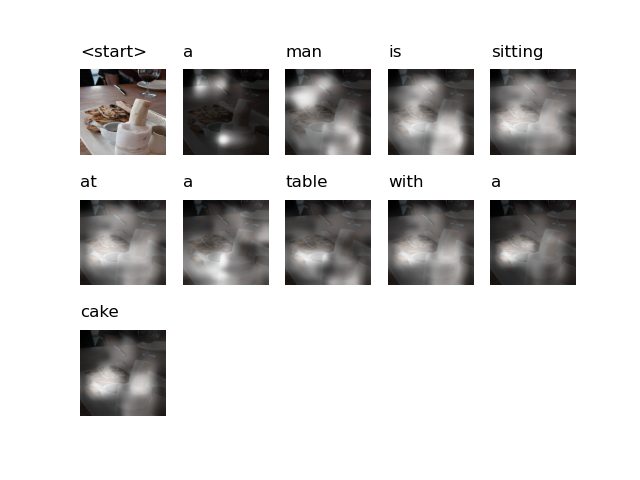 <start> a man is sitting
at a table with a
cake